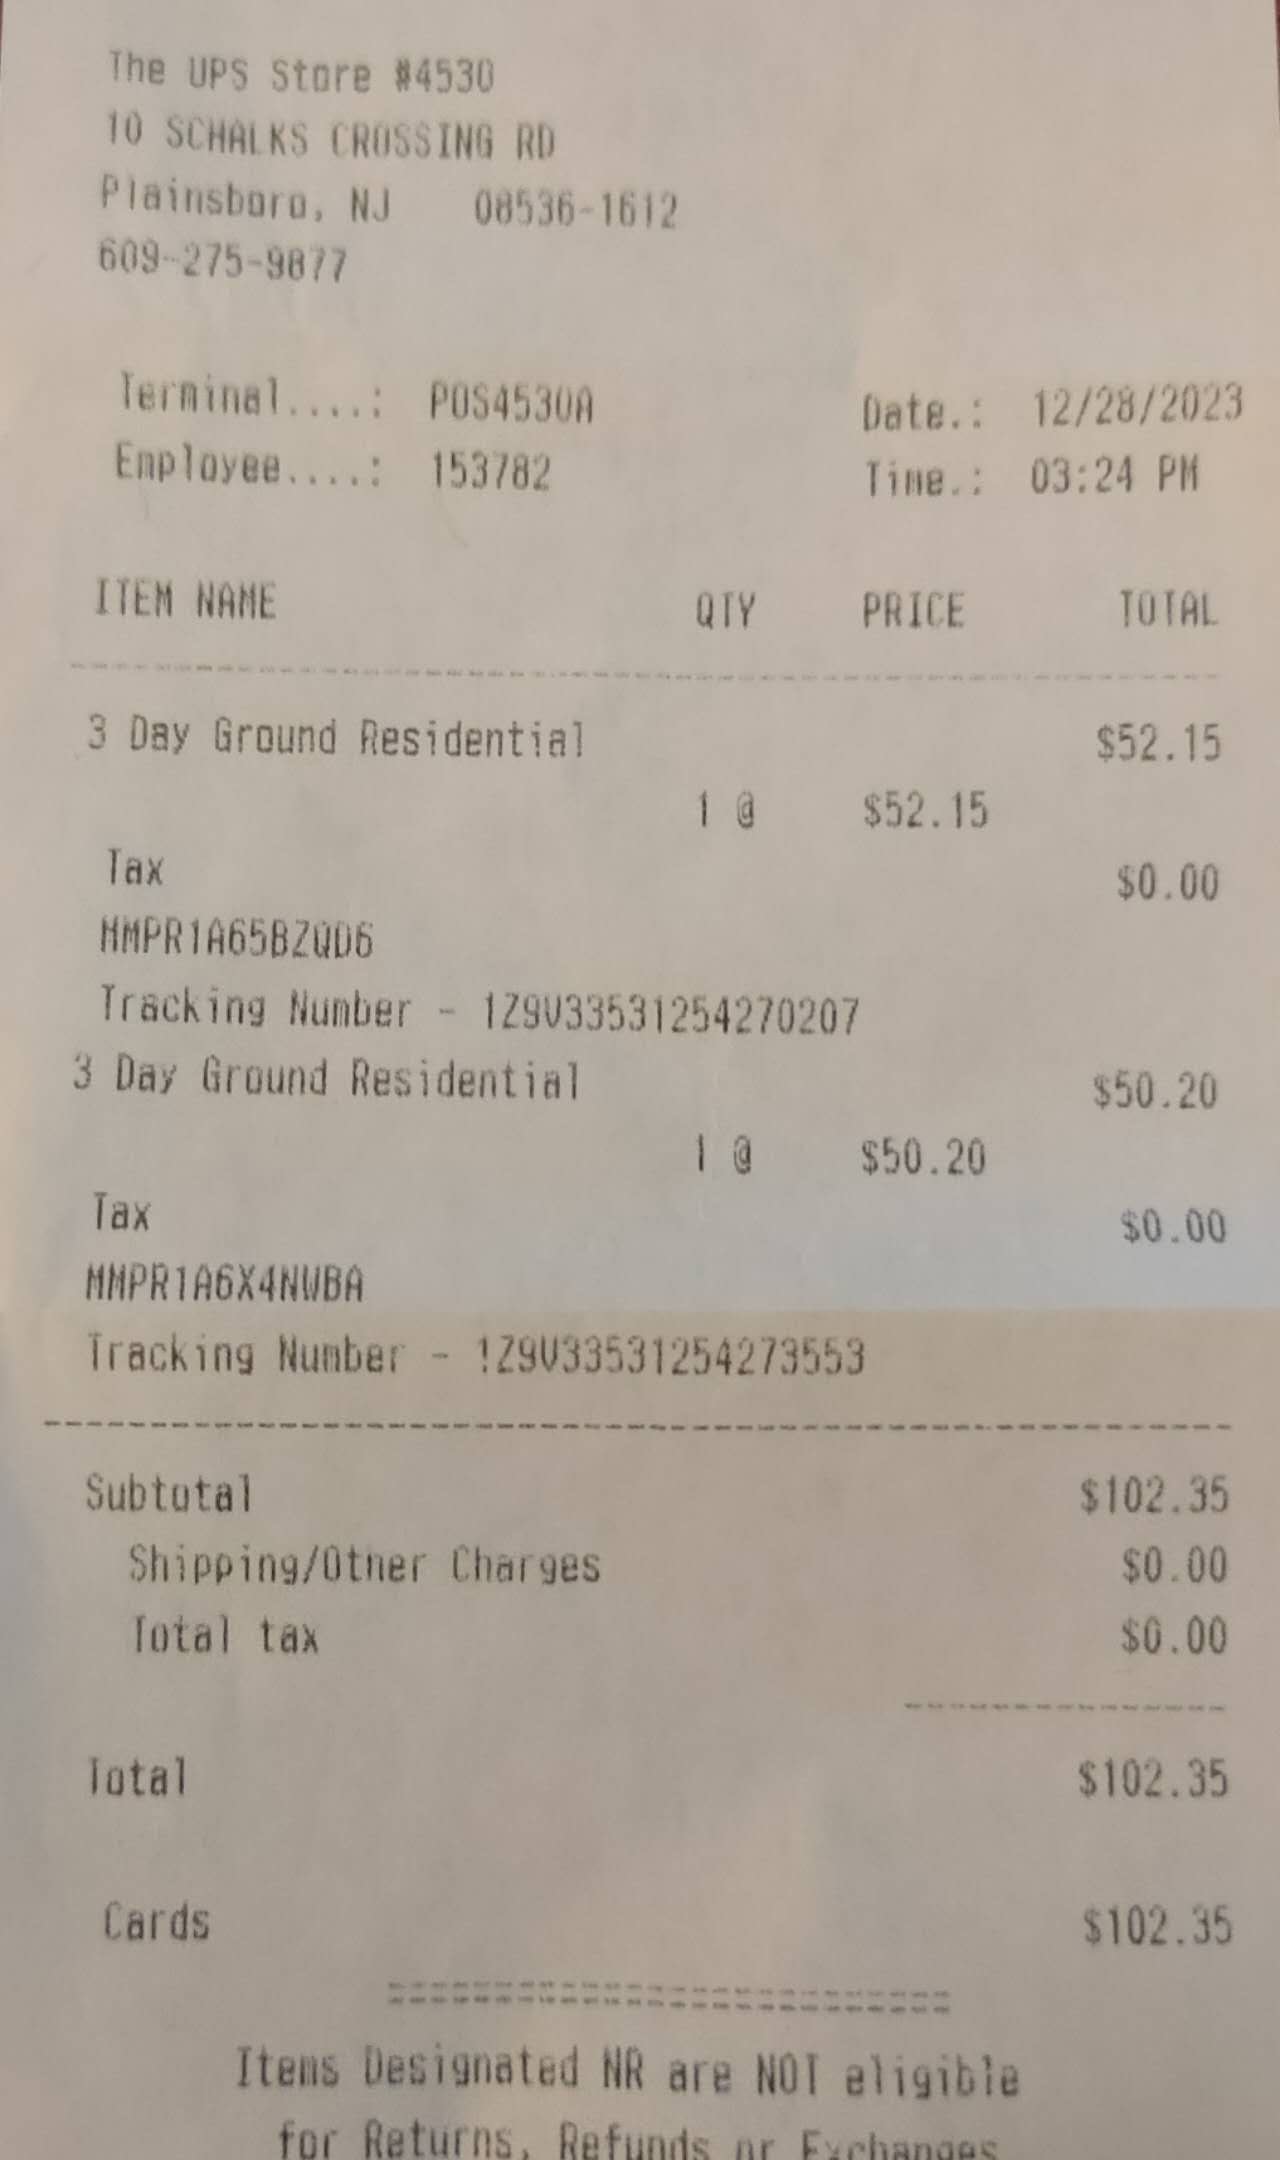 The UPS Store #4530
10 SCHALKS CROSSING RD
Plainsboro, NJ 08536-1612
609-275-9877
Terminal....: POS4530A Date.: 12/28/2023
Employee....: 153782 Time.: 03:24 PM
ITEM NAME QTY PRICE TOTAL
3 Day Ground Residential $52.15
1 @ $52.15
Tax $0.00
MMPR1A65BZQD6
Tracking Number - 1Z9V33531254270207
3 Day Ground Residential $50.20
1 @ $50.20
Tax $0.00
MMPR1A6X4NWBA
Tracking Number - 1Z9V33531254273553
Subtotal $102.35
Shipping/Other Charges $0.00
Total tax $0.00
Total $102.35
Cards $102.35
Items Designated NR are NOT eligible
for Returns, Refunds or Exchanges